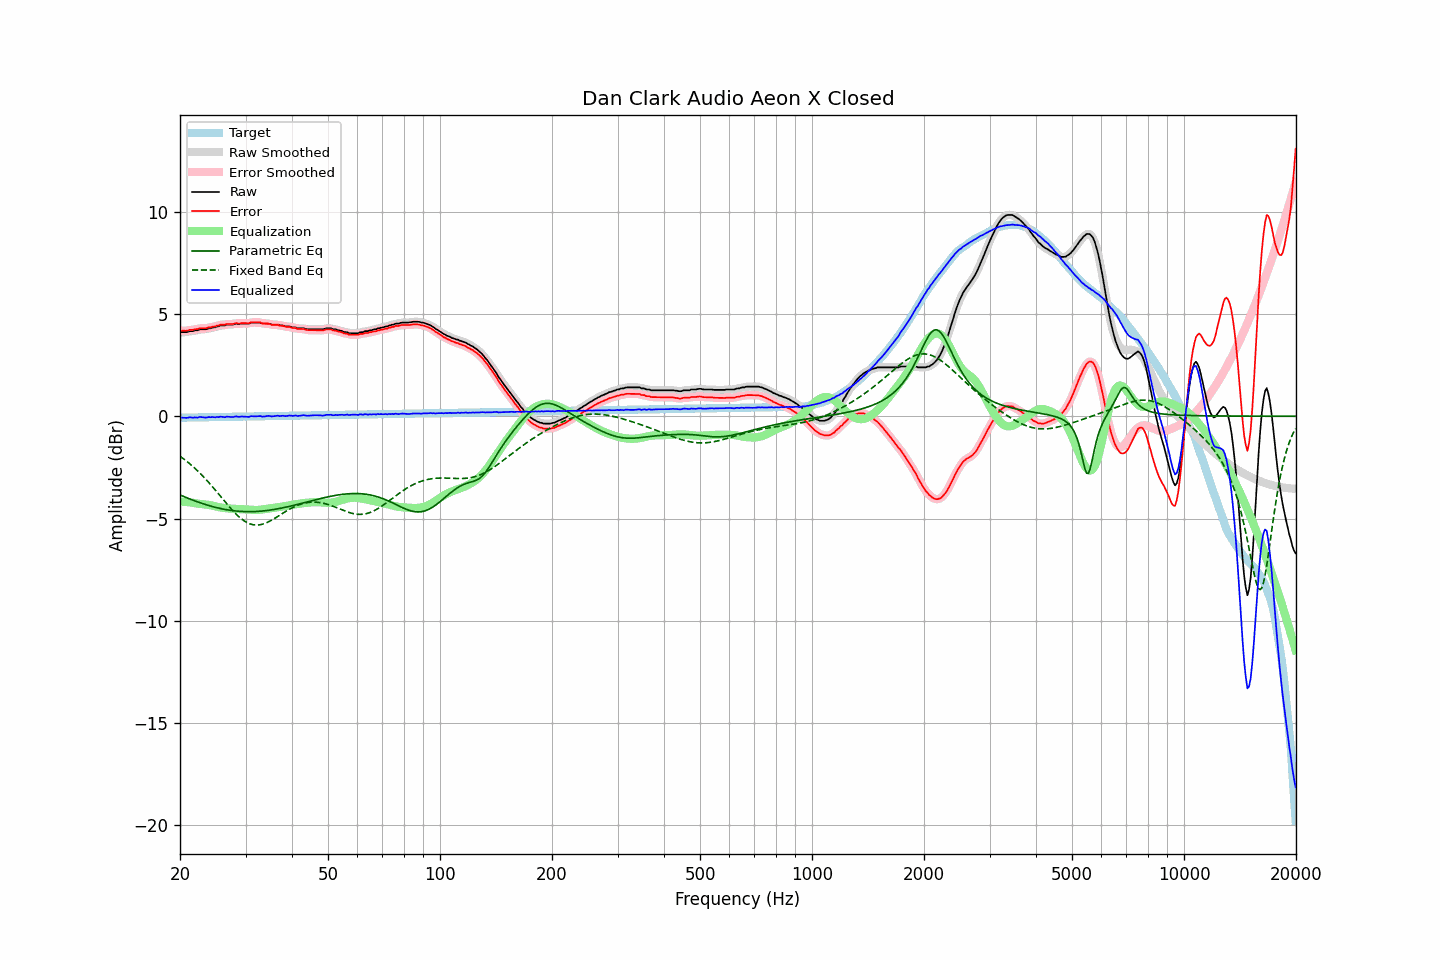 Dan Clark Audio Aeon X Closed
Target
Raw Smoothed
Error Smoothed
Raw
Error
Equalization
Parametric Eq
Fixed Band Eq
Equalized
10
5
0
−5
−10
−15
−20
Amplitude (dBr)
20
50
100
200
500
1000
2000
5000
10000
20000
Frequency (Hz)